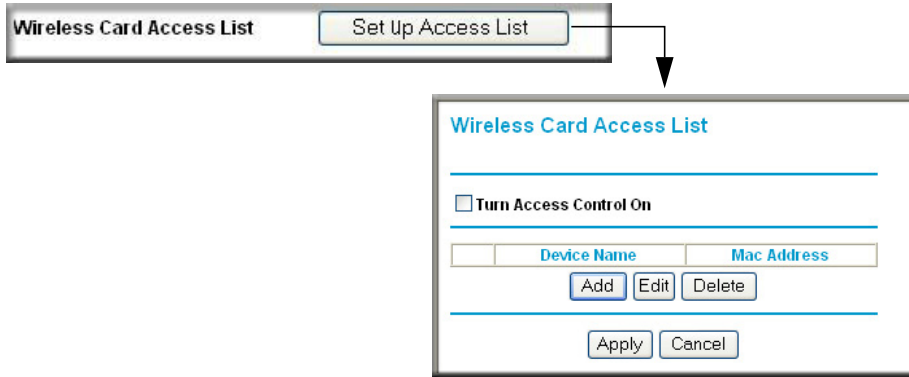 Wireless Card Access List Set Up Access List
Wireless Card Access List
Turn Access Control On
Device Name Mac Address
Add Edit Delete
Apply Cancel